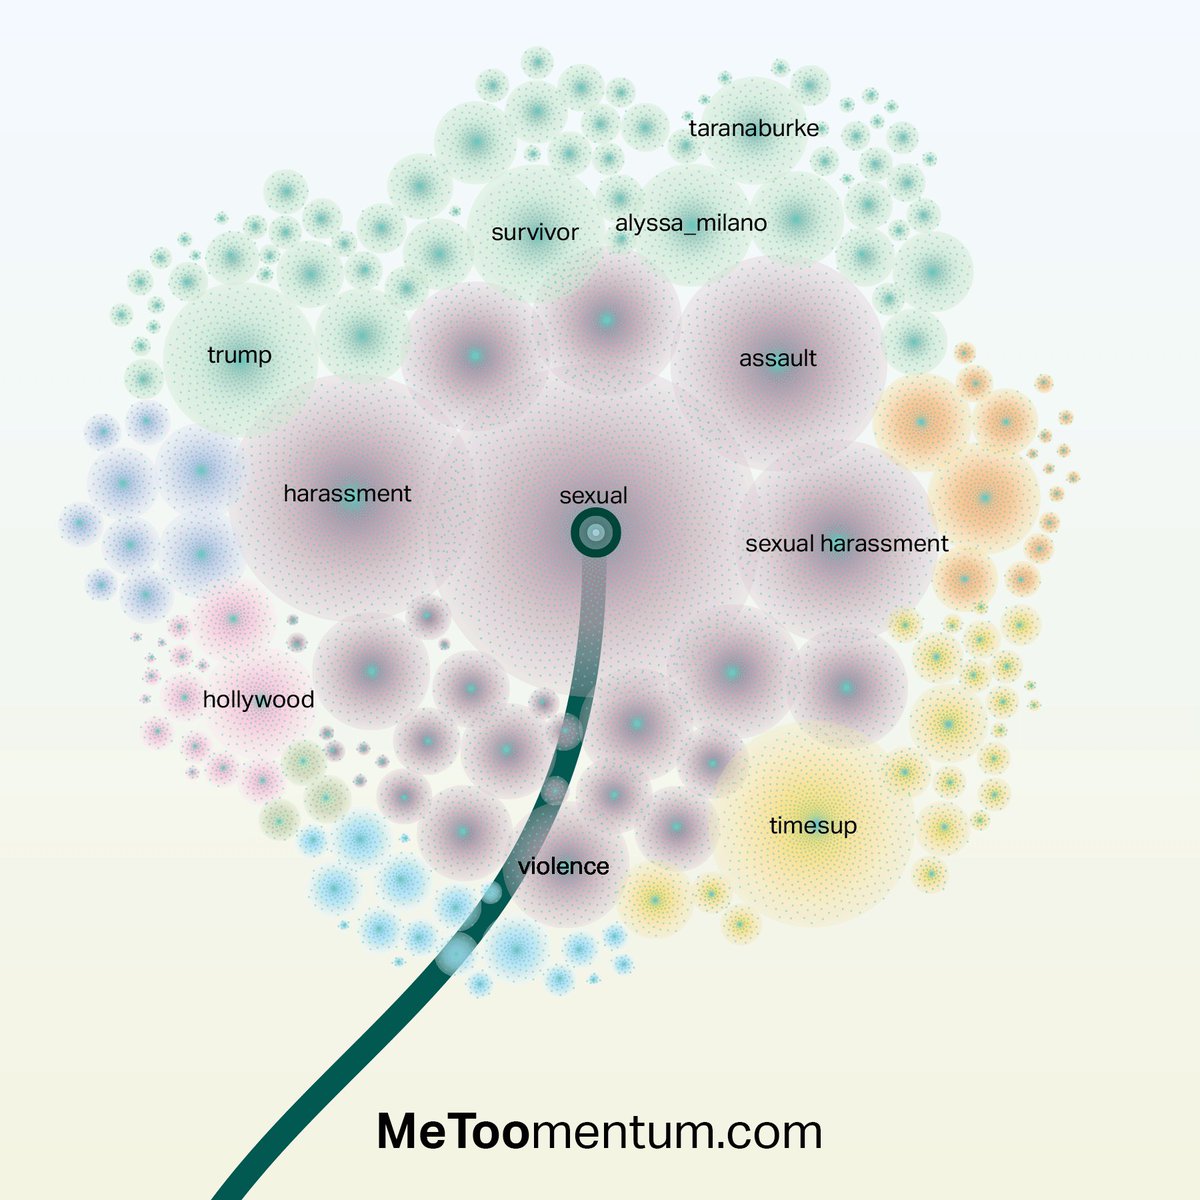 taranaburke
alyssa_milano
survivor
trump
assault
harassment
sexual
sexual harassment
hollywood
timesup
violence
MeToomentum.com